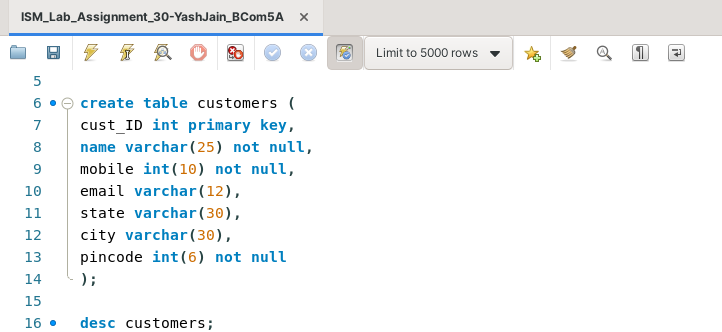 ISM_Lab_Assignment_30-YashJain_BCom5A
Limit to 5000 rows
5
6 create table customers (
7 cust_ID int primary key,
8 name varchar(25) not null,
9 mobile int(10) not null,
10 email varchar(12),
11 state varchar(30),
12 city varchar(30),
13 pincode int(6) not null
14 );
15
16 desc customers;